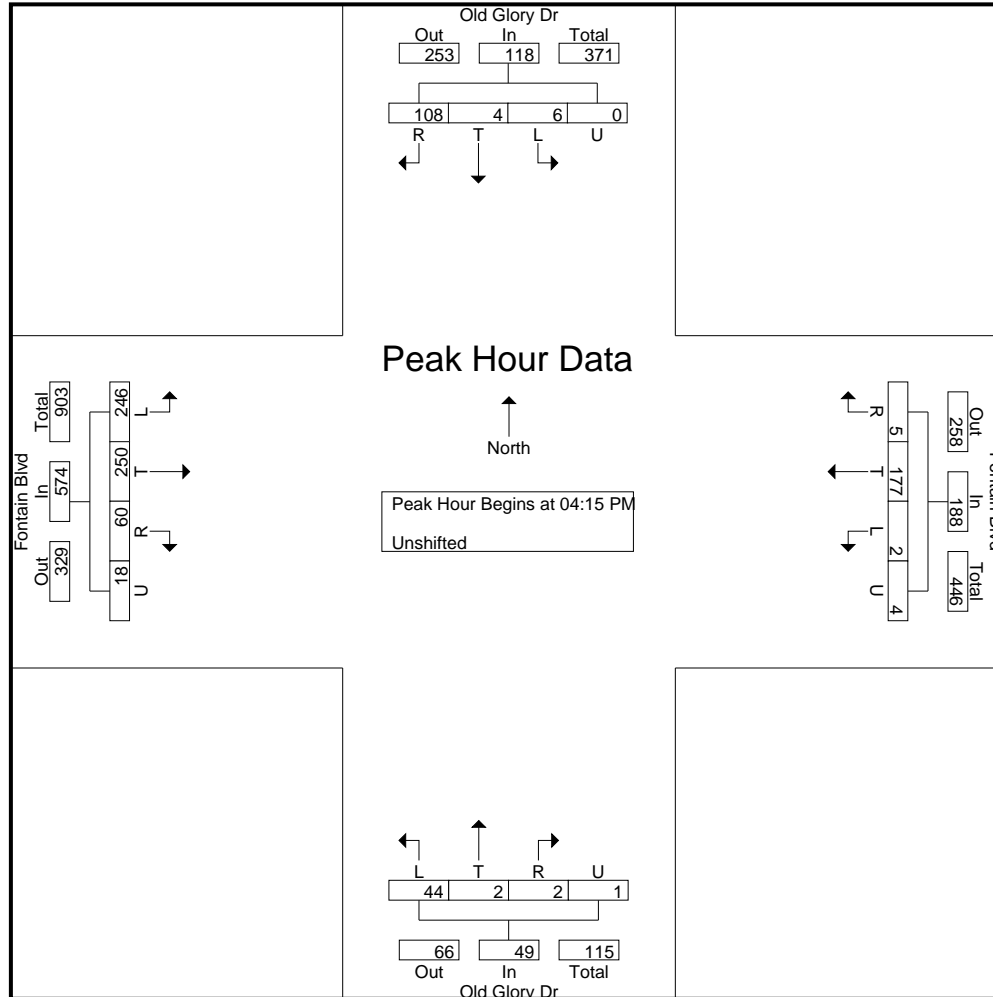 Old Glory Dr
Out In Total
253 118 371
108 4 6 0
R T L U
Peak Hour Data
North
Peak Hour Begins at 04:15 PM
Unshifted
Fontain Blvd
Total In Out
903 574 329
246 250 60 18
L T R U
R T L U
5 177 2 4
Out In Total
258 188 446
L T R U
44 2 2 1
66 49 115
Out In Total
Old Glory Dr